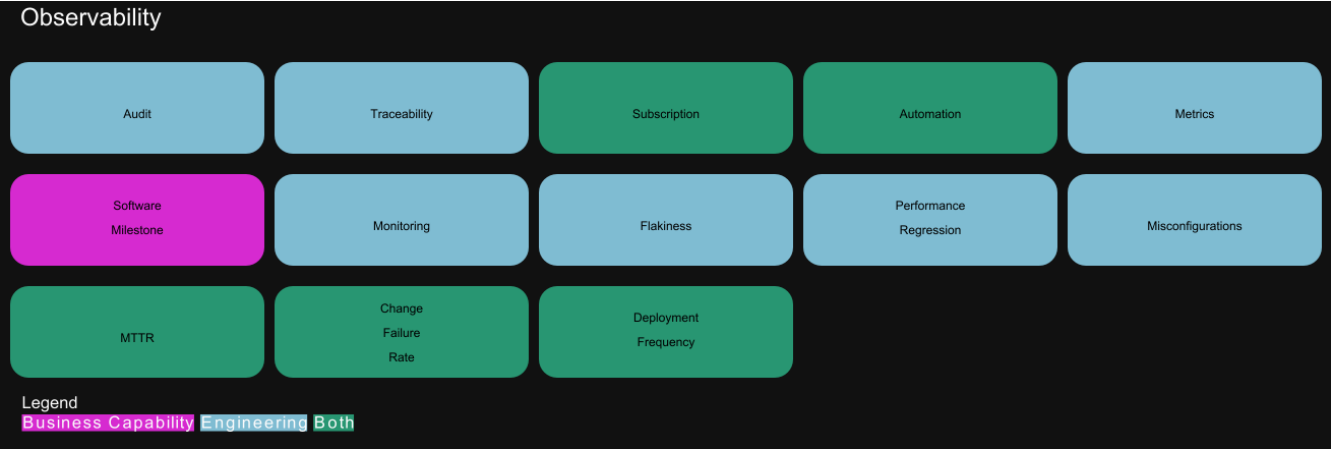 Observability
Audit
Traceability
Subscription
Automation
Metrics
Software
Milestone
Monitoring
Flakiness
Performance
Regression
Misconfigurations
MTTR
Change
Failure
Rate
Deployment
Frequency
Legend
Business Capability Engineering Both